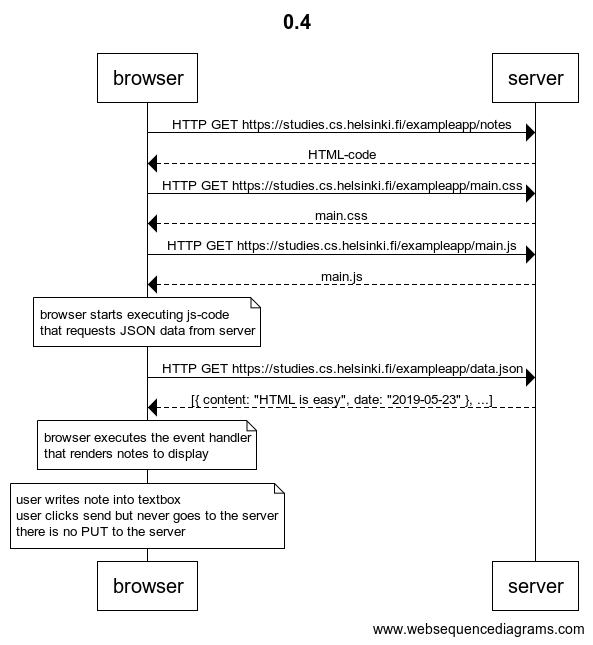 0.4
browser
server
HTTP GET https://studies.cs.helsinki.fi/exampleapp/notes
HTML-code
HTTP GET https://studies.cs.helsinki.fi/exampleapp/main.css
main.css
HTTP GET https://studies.cs.helsinki.fi/exampleapp/main.js
main.js
browser starts executing js-code
that requests JSON data from server
HTTP GET https://studies.cs.helsinki.fi/exampleapp/data.json
[{ content: "HTML is easy", date: "2019-05-23" }, ...]
browser executes the event handler
that renders notes to display
user writes note into textbox
user clicks send but never goes to the server
there is no PUT to the server
browser
server
www.websequencediagrams.com